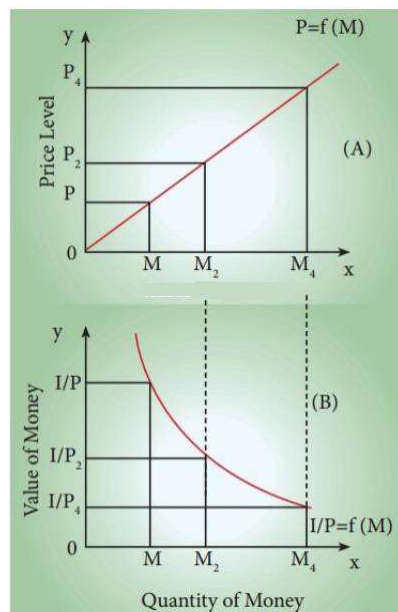 y
P=f (M)
P₄
Price Level
P₂
(A)
P
0
M
M₂
M₄
x
y
I/P
Value of Money
(B)
I/P₂
I/P₄
I/P=f (M)
0
M
M₂
M₄
x
Quantity of Money